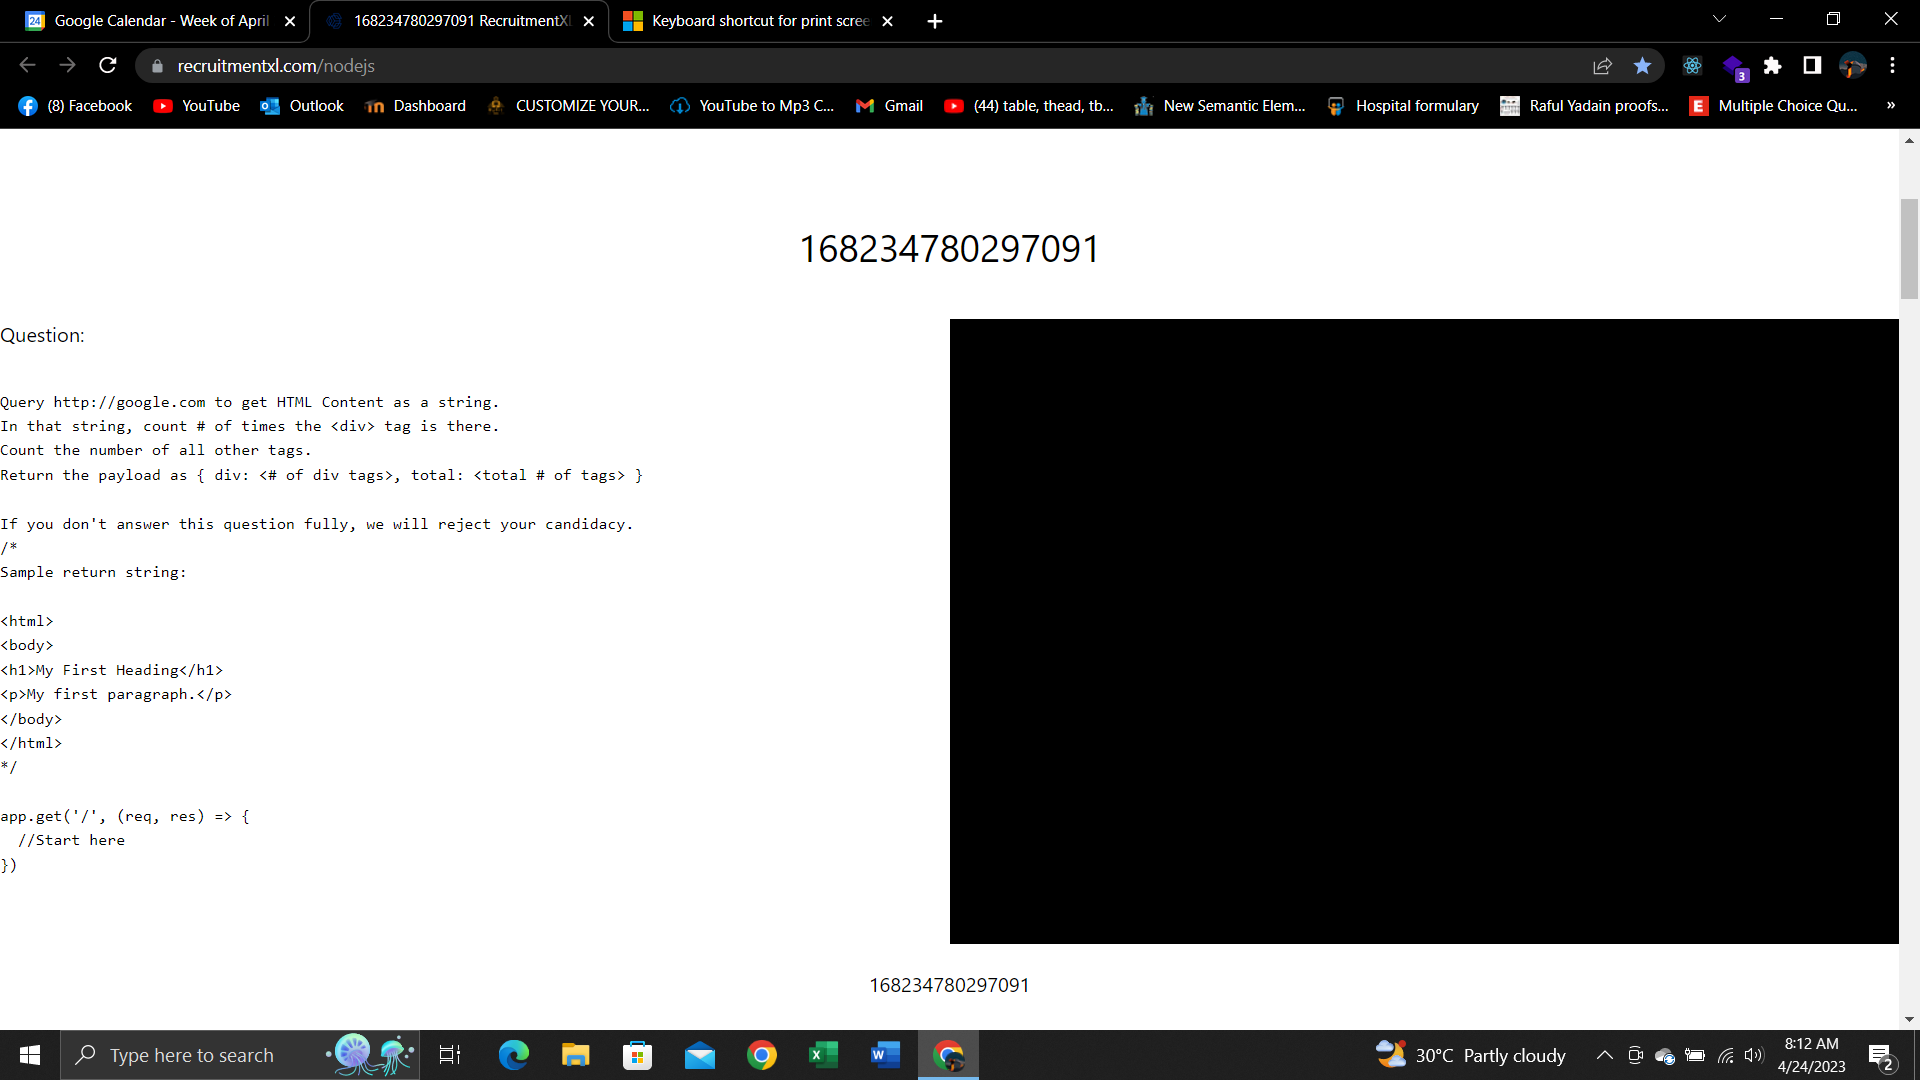 Google Calendar - Week of April
168234780297091 RecruitmentXl
Keyboard shortcut for print scree
recruitmentxl.com/nodejs
3
(8) Facebook
YouTube
Outlook
Dashboard
CUSTOMIZE YOUR...
YouTube to Mp3 C...
Gmail
(44) table, thead, tb...
New Semantic Elem...
Hospital formulary
Raful Yadain proofs...
E
Multiple Choice Qu...
»
168234780297091
Question:
Query http://google.com to get HTML Content as a string.
In that string, count # of times the <div> tag is there.
Count the number of all other tags.
Return the payload as { div: <# of div tags>, total: <total # of tags> }
If you don't answer this question fully, we will reject your candidacy.
/*
Sample return string:
<html>
<body>
<h1>My First Heading</h1>
<p>My first paragraph.</p>
</body>
</html>
*/
app.get('/', (req, res) => {
//Start here
})
168234780297091
Type here to search
30°C Partly cloudy
8:12 AM
4/24/2023
2